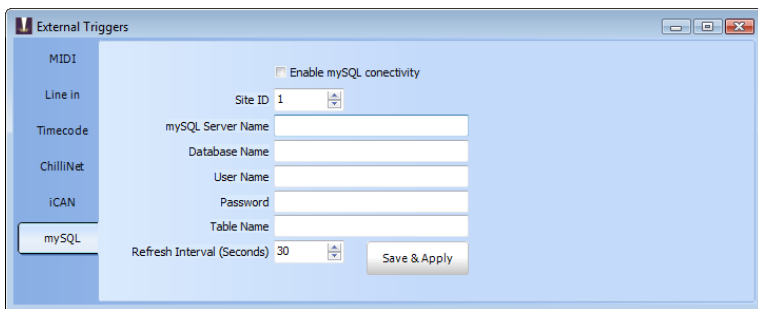 External Triggers
MIDI
Line in
Timecode
ChilliNet
iCAN
mySQL
Enable mySQL conectivity
Site ID 1
mySQL Server Name
Database Name
User Name
Password
Table Name
Refresh Interval (Seconds) 30
Save & Apply